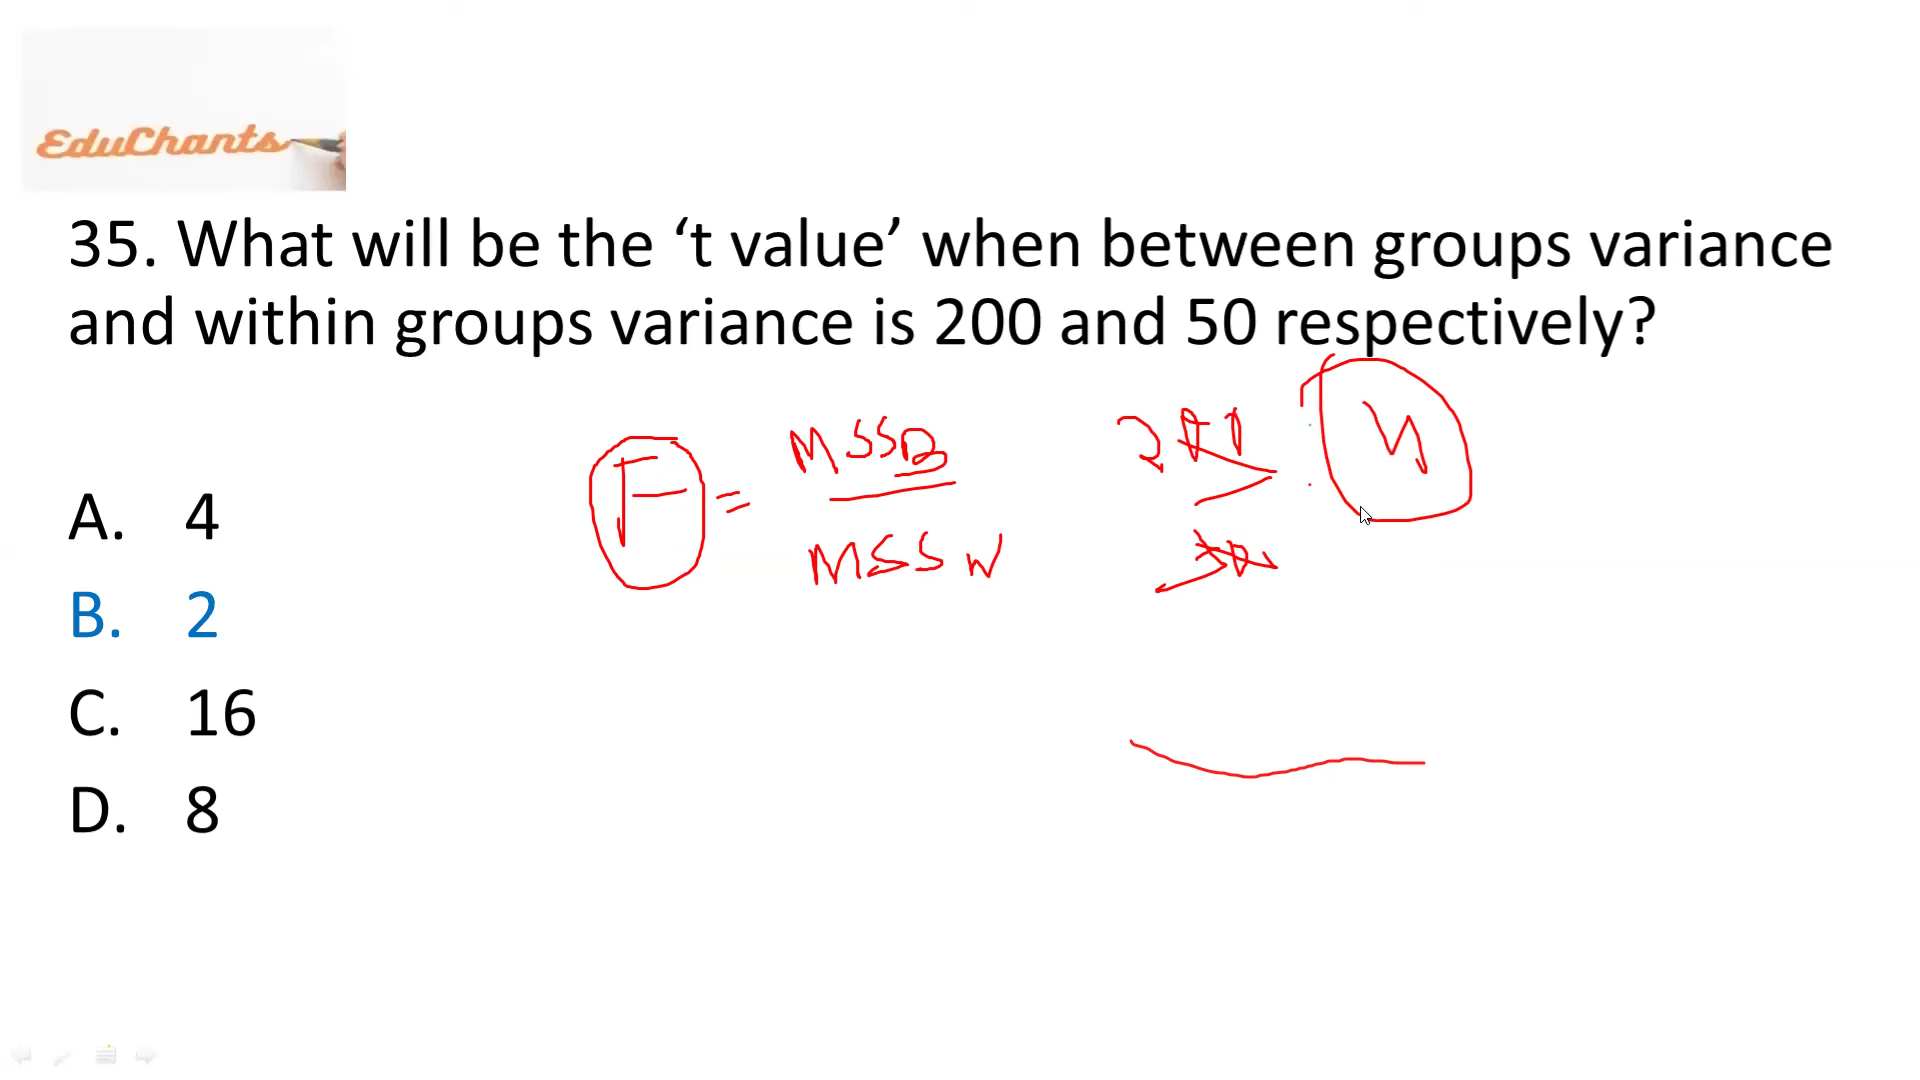 EduChants
35. What will be the ‘t value’ when between groups variance
and within groups variance is 200 and 50 respectively?
F = MSSB
MSSW
A. 4
B. 2
C. 16
D. 8